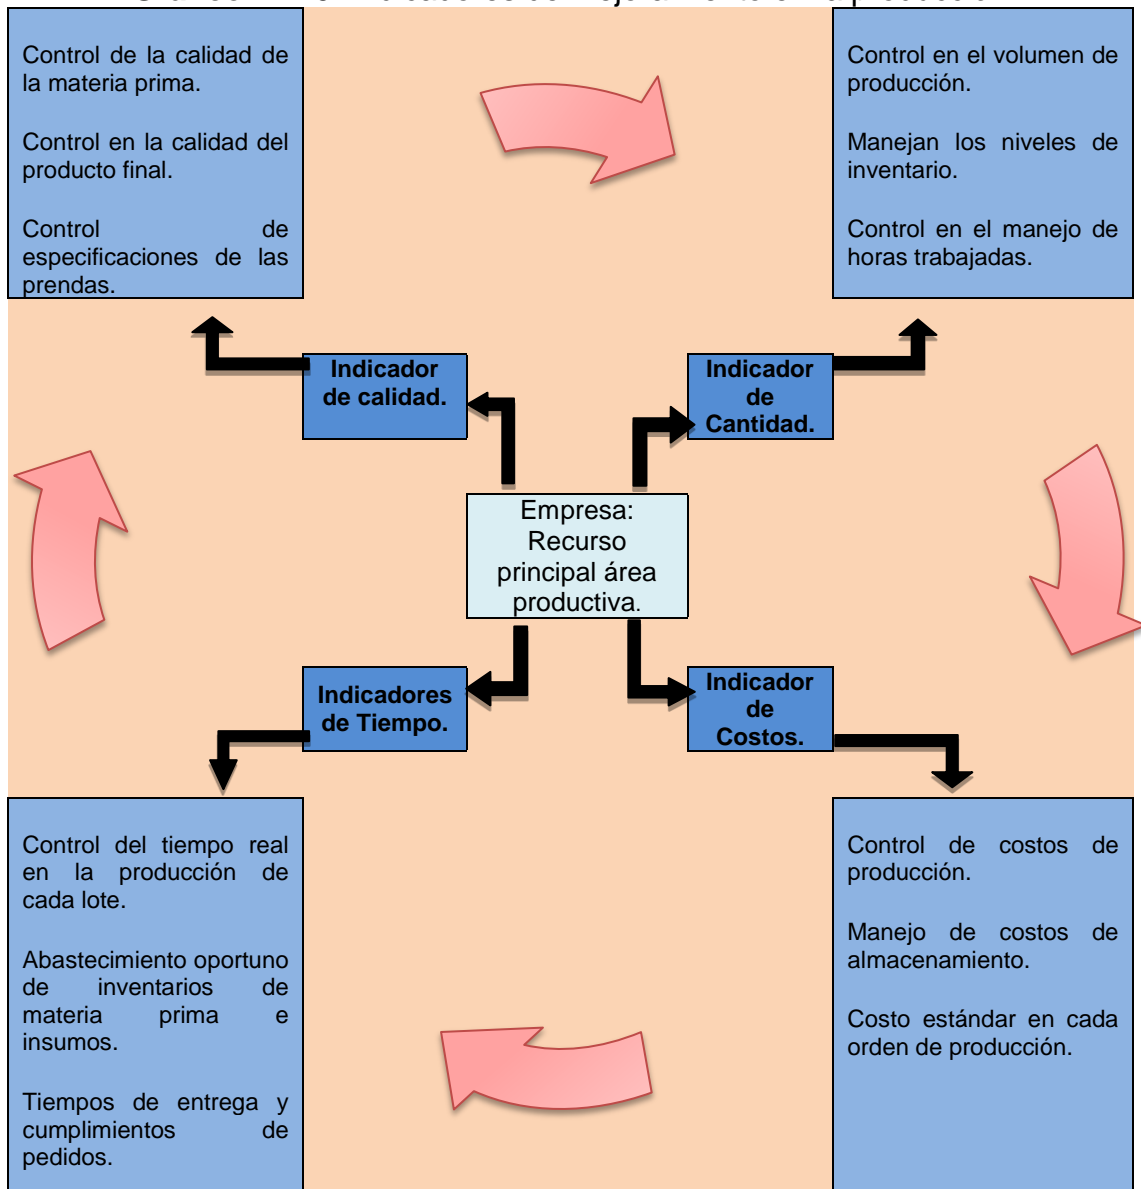 Control de la calidad de
la materia prima.
Control en la calidad del
producto final.
Control de
especificaciones de las
prendas.
Control en el volumen de
producción.
Manejan los niveles de
inventario.
Control en el manejo de
horas trabajadas.
Indicador
de calidad.
Indicador
de
Cantidad.
Empresa:
Recurso
principal área
productiva.
Indicadores
de Tiempo.
Indicador
de
Costos.
Control del tiempo real
en la producción de
cada lote.
Abastecimiento oportuno
de inventarios de
materia prima e
insumos.
Tiempos de entrega y
cumplimientos de
pedidos.
Control de costos de
producción.
Manejo de costos de
almacenamiento.
Costo estándar en cada
orden de producción.